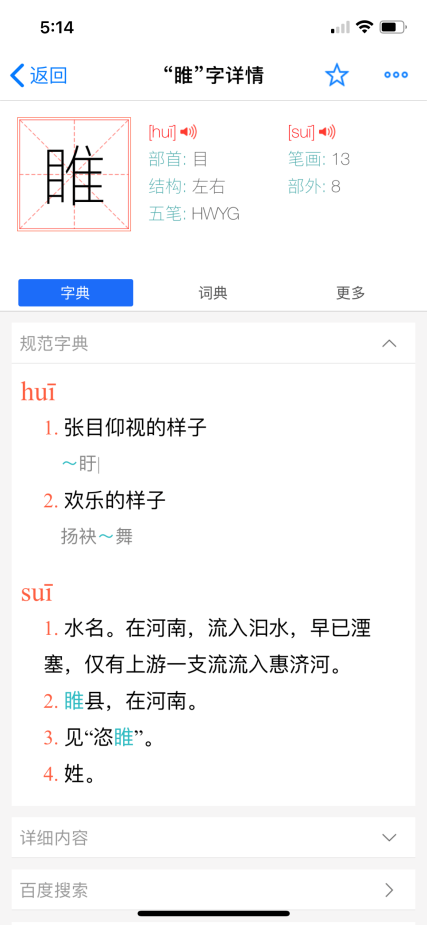 5:14
返回
“睢”字详情
睢
[huī]
[suī]
部首: 目
笔画: 13
结构: 左右
部外: 8
五笔: HWYG
字典
词典
更多
规范字典
huī
1. 张目仰视的样子
～盱|
2. 欢乐的样子
扬袂～舞
suī
1. 水名。在河南，流入汨水，早已湮
塞，仅有上游一支流流入惠济河。
2. 睢县，在河南。
3. 见“恣睢”。
4. 姓。
详细内容
百度搜索